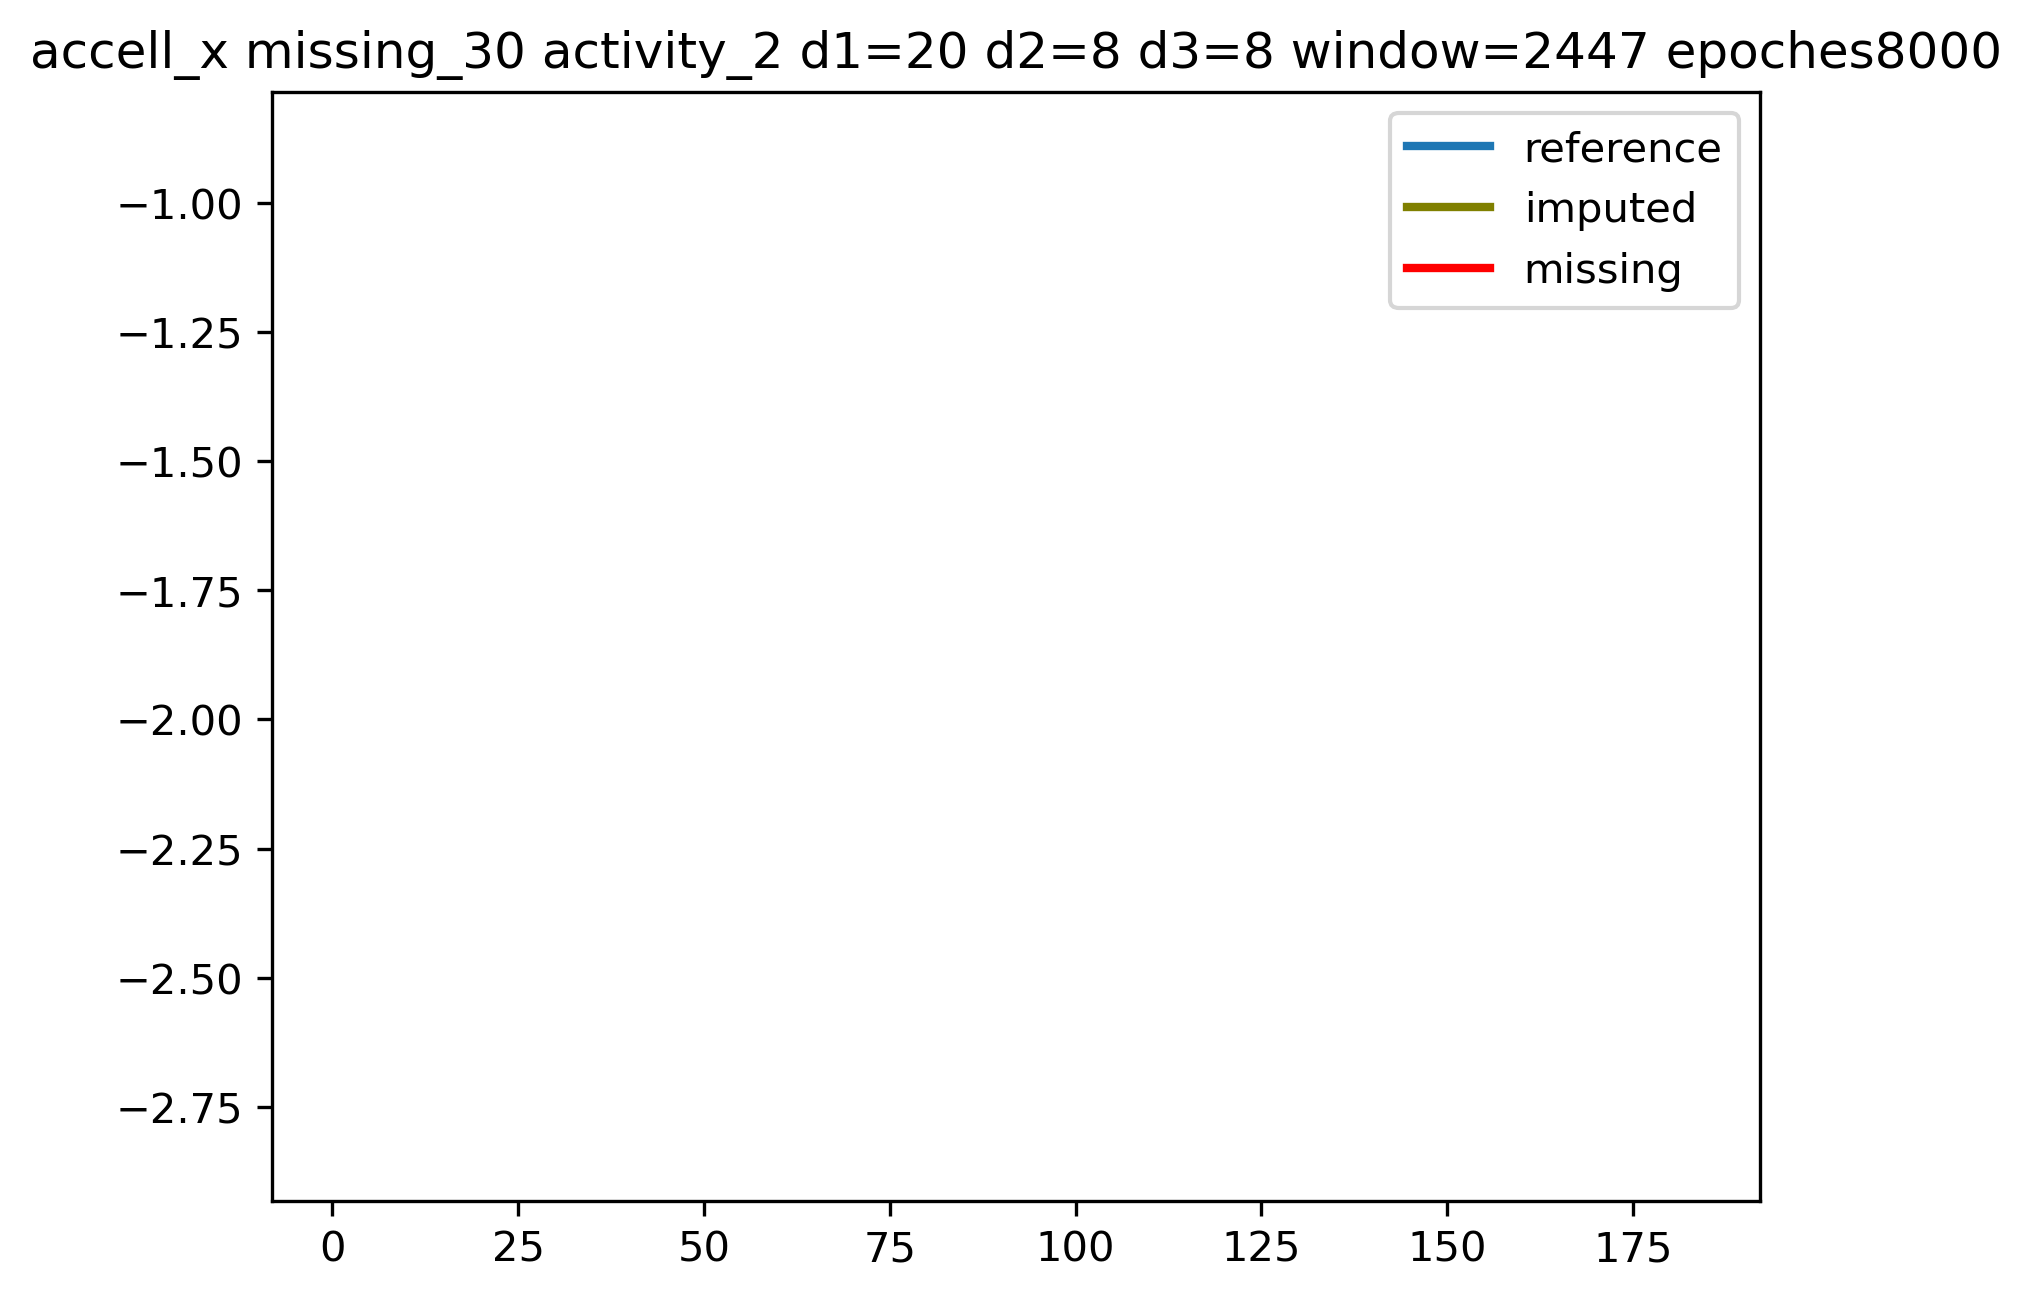 accell_x missing_30 activity_2 d1=20 d2=8 d3=8 window=2447 epoches8000
reference
imputed
missing
−1.00
−1.25
−1.50
−1.75
−2.00
−2.25
−2.50
−2.75
0 25 50 75 100 125 150 175